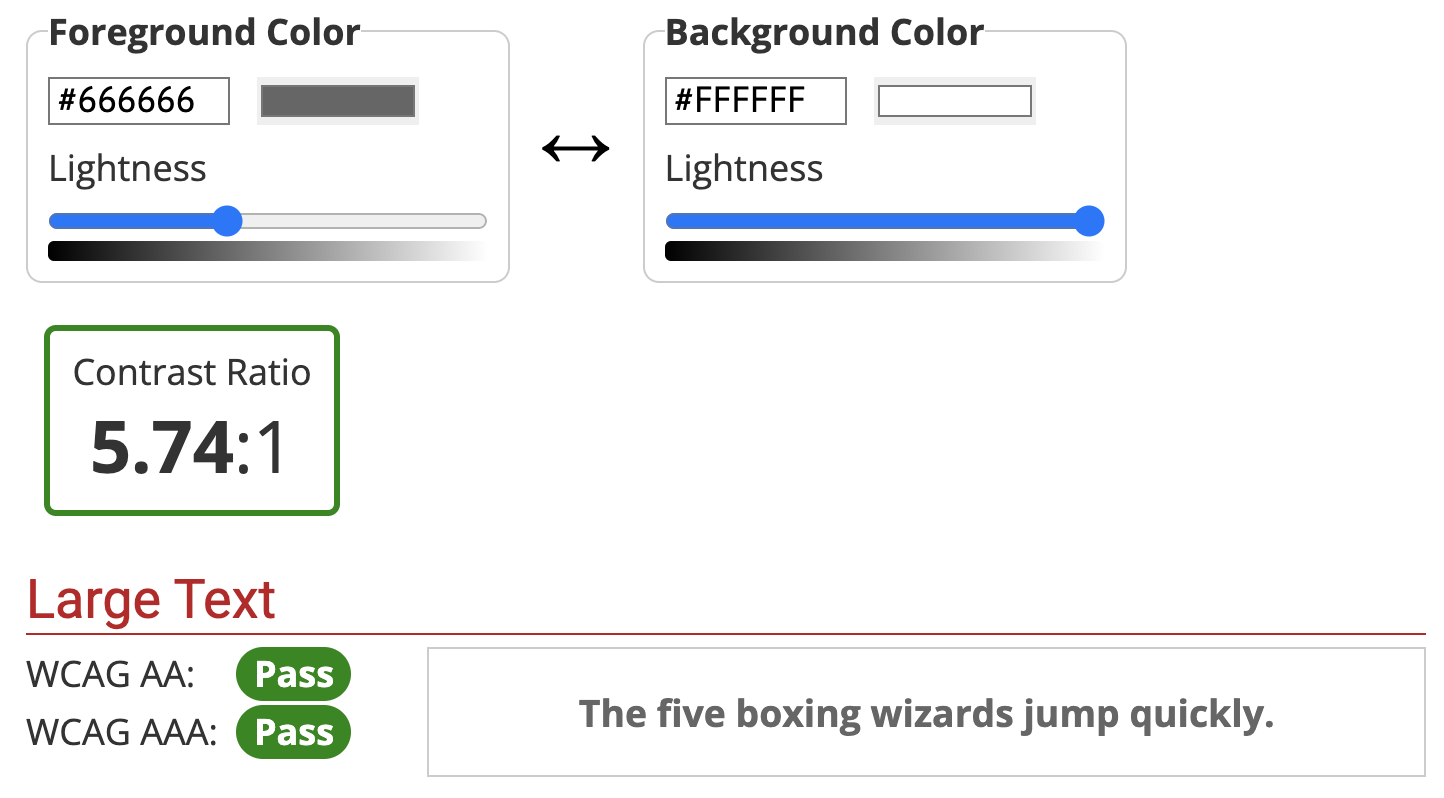 Foreground Color
#666666
Lightness
Background Color
#FFFFFF
Lightness
Contrast Ratio
5.74:1
Large Text
WCAG AA: Pass
WCAG AAA: Pass
The five boxing wizards jump quickly.